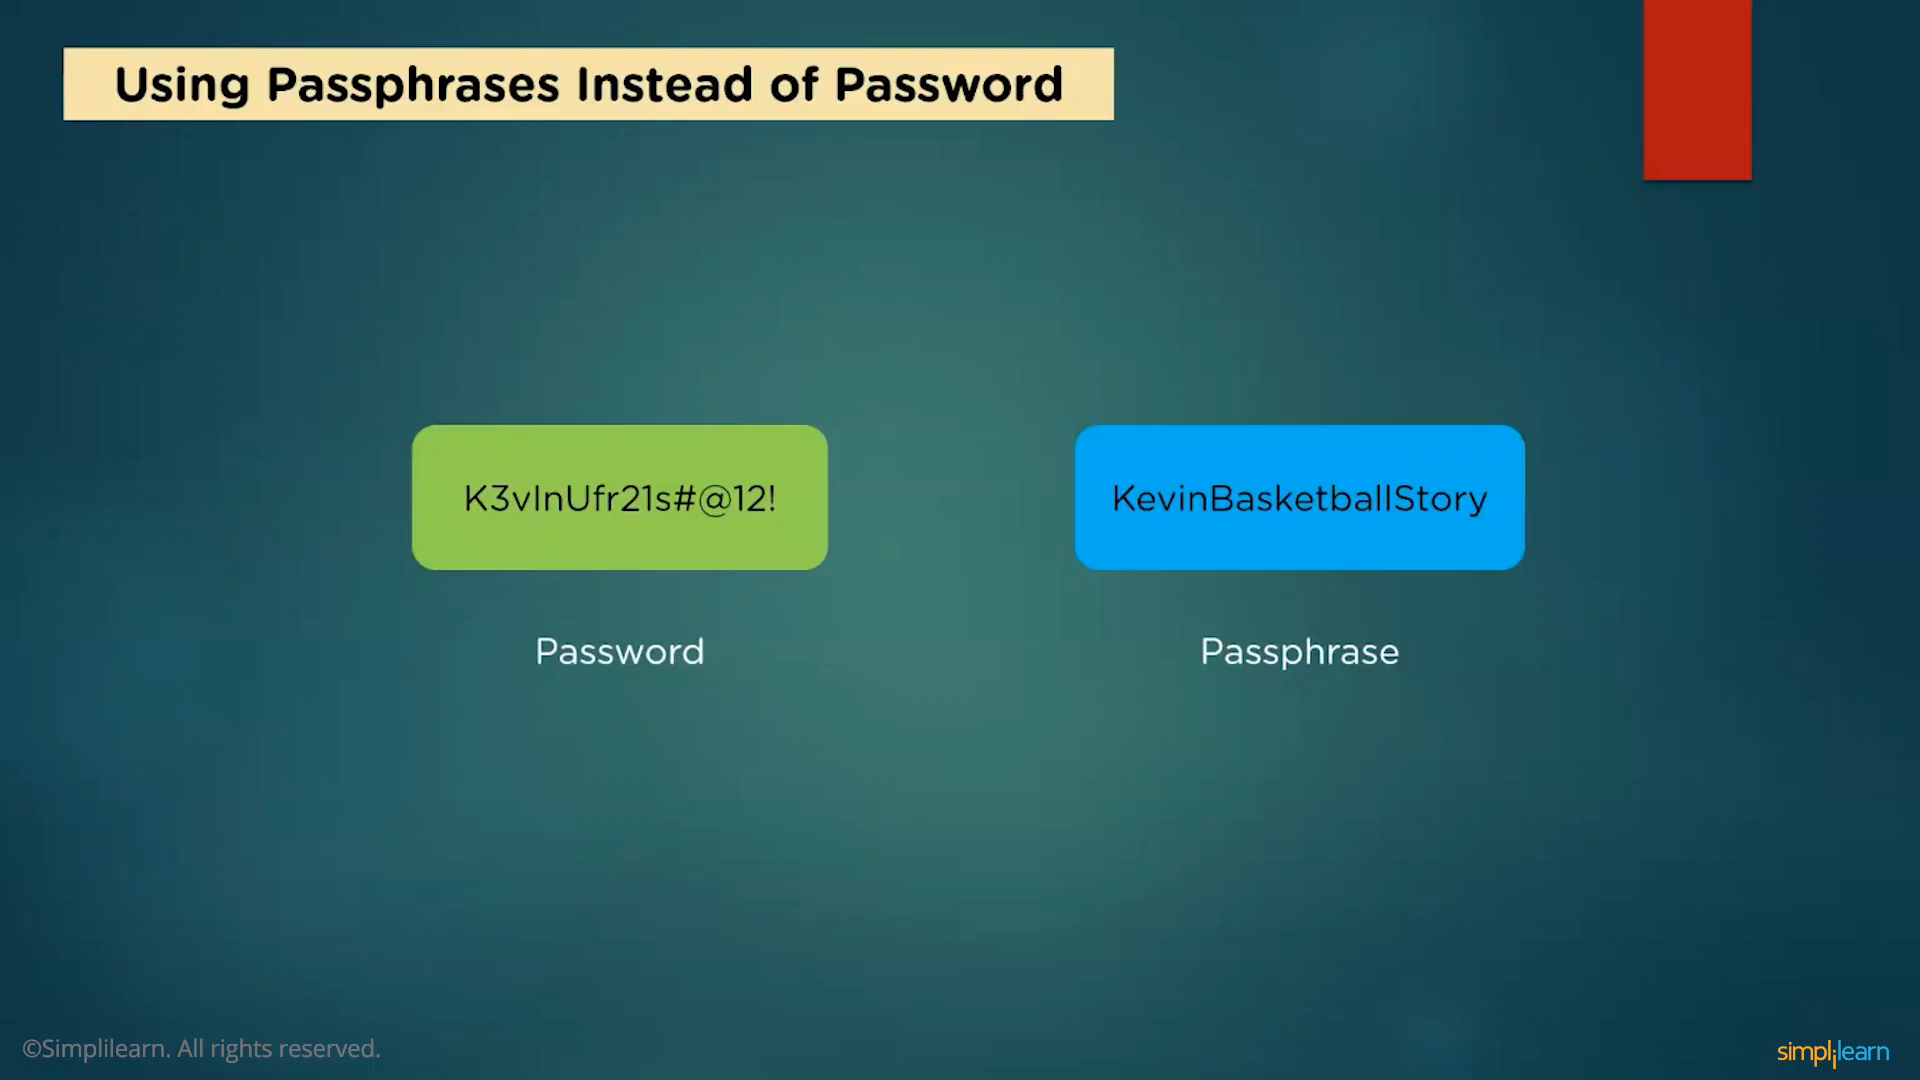 Using Passphrases Instead of Password
K3vInUfr21s#@12!
KevinBasketballStory
Password
Passphrase
©Simplilearn. All rights reserved.
simplilearn